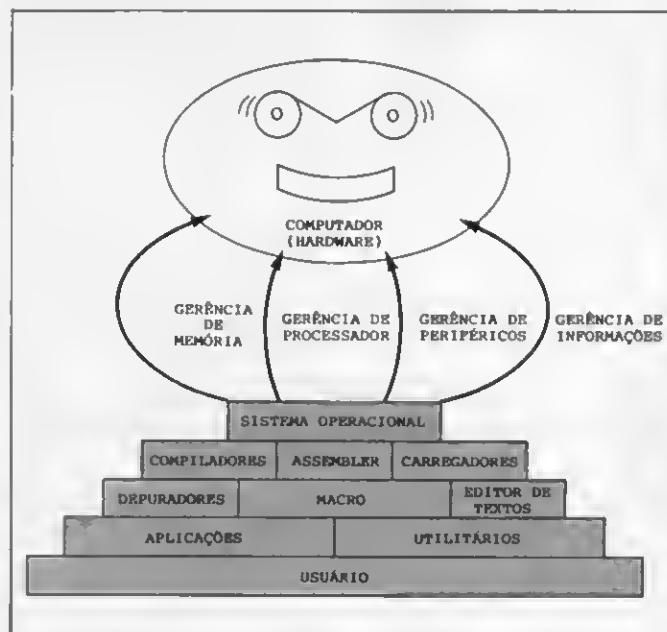 COMPUTADOR
(HARDWARE)
GERÊNCIA
DE
MEMÓRIA
GERÊNCIA DE
PROCESSADOR
GERÊNCIA DE
PERIFÉRICOS
GERÊNCIA DE
INFORMAÇÕES
SISTEMA OPERACIONAL
COMPILADORES
ASSEMBLER
CARREGADORES
DEPURADORES
MACRO
EDITOR DE
TEXTOS
APLICAÇÕES
UTILITÁRIOS
USUÁRIO